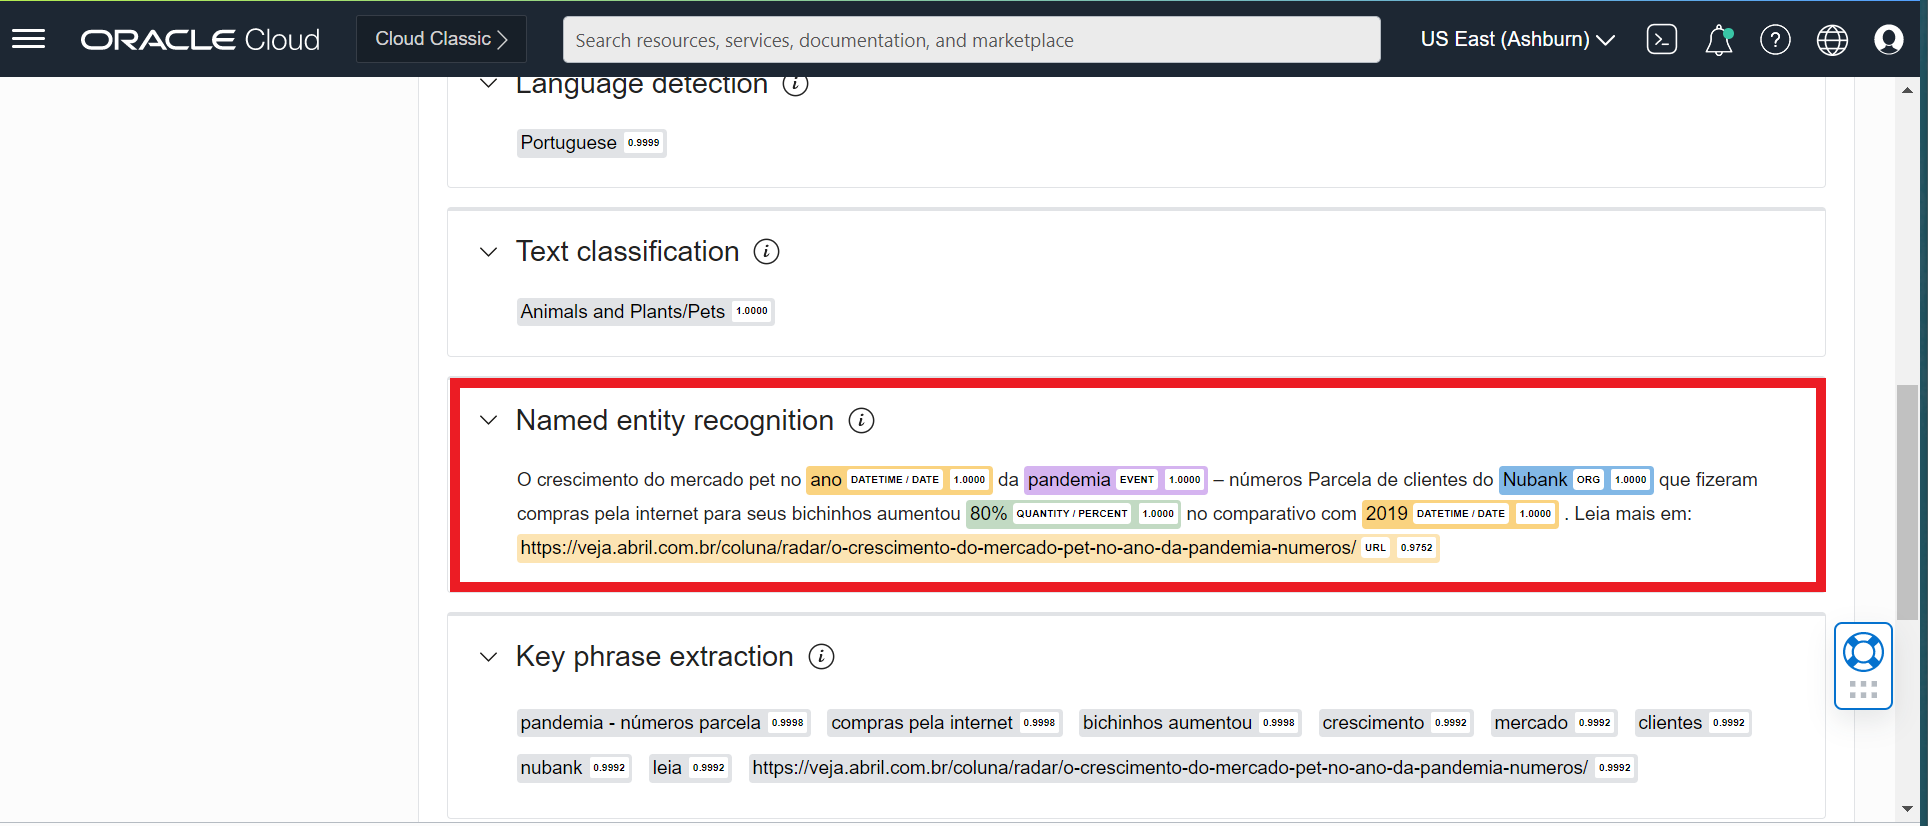 ORACLE Cloud
Cloud Classic
Search resources, services, documentation, and marketplace
US East (Ashburn)
Language detection
Portuguese 0.9999
Text classification
Animals and Plants/Pets 1.0000
Named entity recognition
O crescimento do mercado pet no ano DATETIME / DATE 1.0000 da pandemia EVENT 1.0000 – números Parcela de clientes do Nubank ORG 1.0000 que fizeram
compras pela internet para seus bichinhos aumentou 80% QUANTITY / PERCENT 1.0000 no comparativo com 2019 DATETIME / DATE 1.0000 . Leia mais em:
https://veja.abril.com.br/coluna/radar/o-crescimento-do-mercado-pet-no-ano-da-pandemia-numeros/ URL 0.9752
Key phrase extraction
pandemia - números parcela 0.9998 compras pela internet 0.9998 bichinhos aumentou 0.9998 crescimento 0.9992 mercado 0.9992 clientes 0.9992
nubank 0.9992 leia 0.9992 https://veja.abril.com.br/coluna/radar/o-crescimento-do-mercado-pet-no-ano-da-pandemia-numeros/ 0.9992